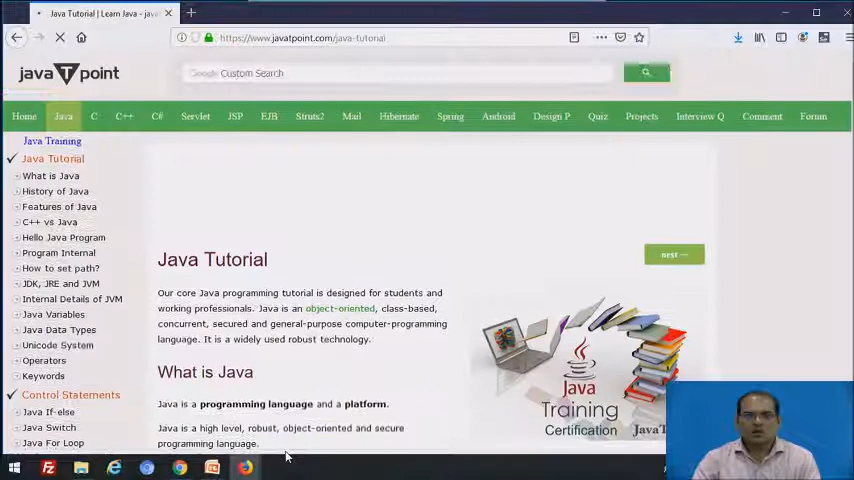 Java Tutorial | Learn Java - java
https://www.javatpoint.com/java-tutorial
java T point
Google Custom Search
Home Java C C++ C# Servlet JSP EJB Struts2 Mail Hibernate Spring Android Design P Quiz Projects Interview Q Comment Forum
Java Training
Java Tutorial
What is Java
History of Java
Features of Java
C++ vs Java
Hello Java Program
Program Internal
How to set path?
JDK, JRE and JVM
Internal Details of JVM
Java Variables
Java Data Types
Unicode System
Operators
Keywords
Control Statements
Java If-else
Java Switch
Java For Loop
Java Tutorial
next →
Our core Java programming tutorial is designed for students and
working professionals. Java is an object-oriented, class-based,
concurrent, secured and general-purpose computer-programming
language. It is a widely used robust technology.
What is Java
Java is a programming language and a platform.
Java is a high level, robust, object-oriented and secure
programming language.
Java
Training
Certification
JavaT